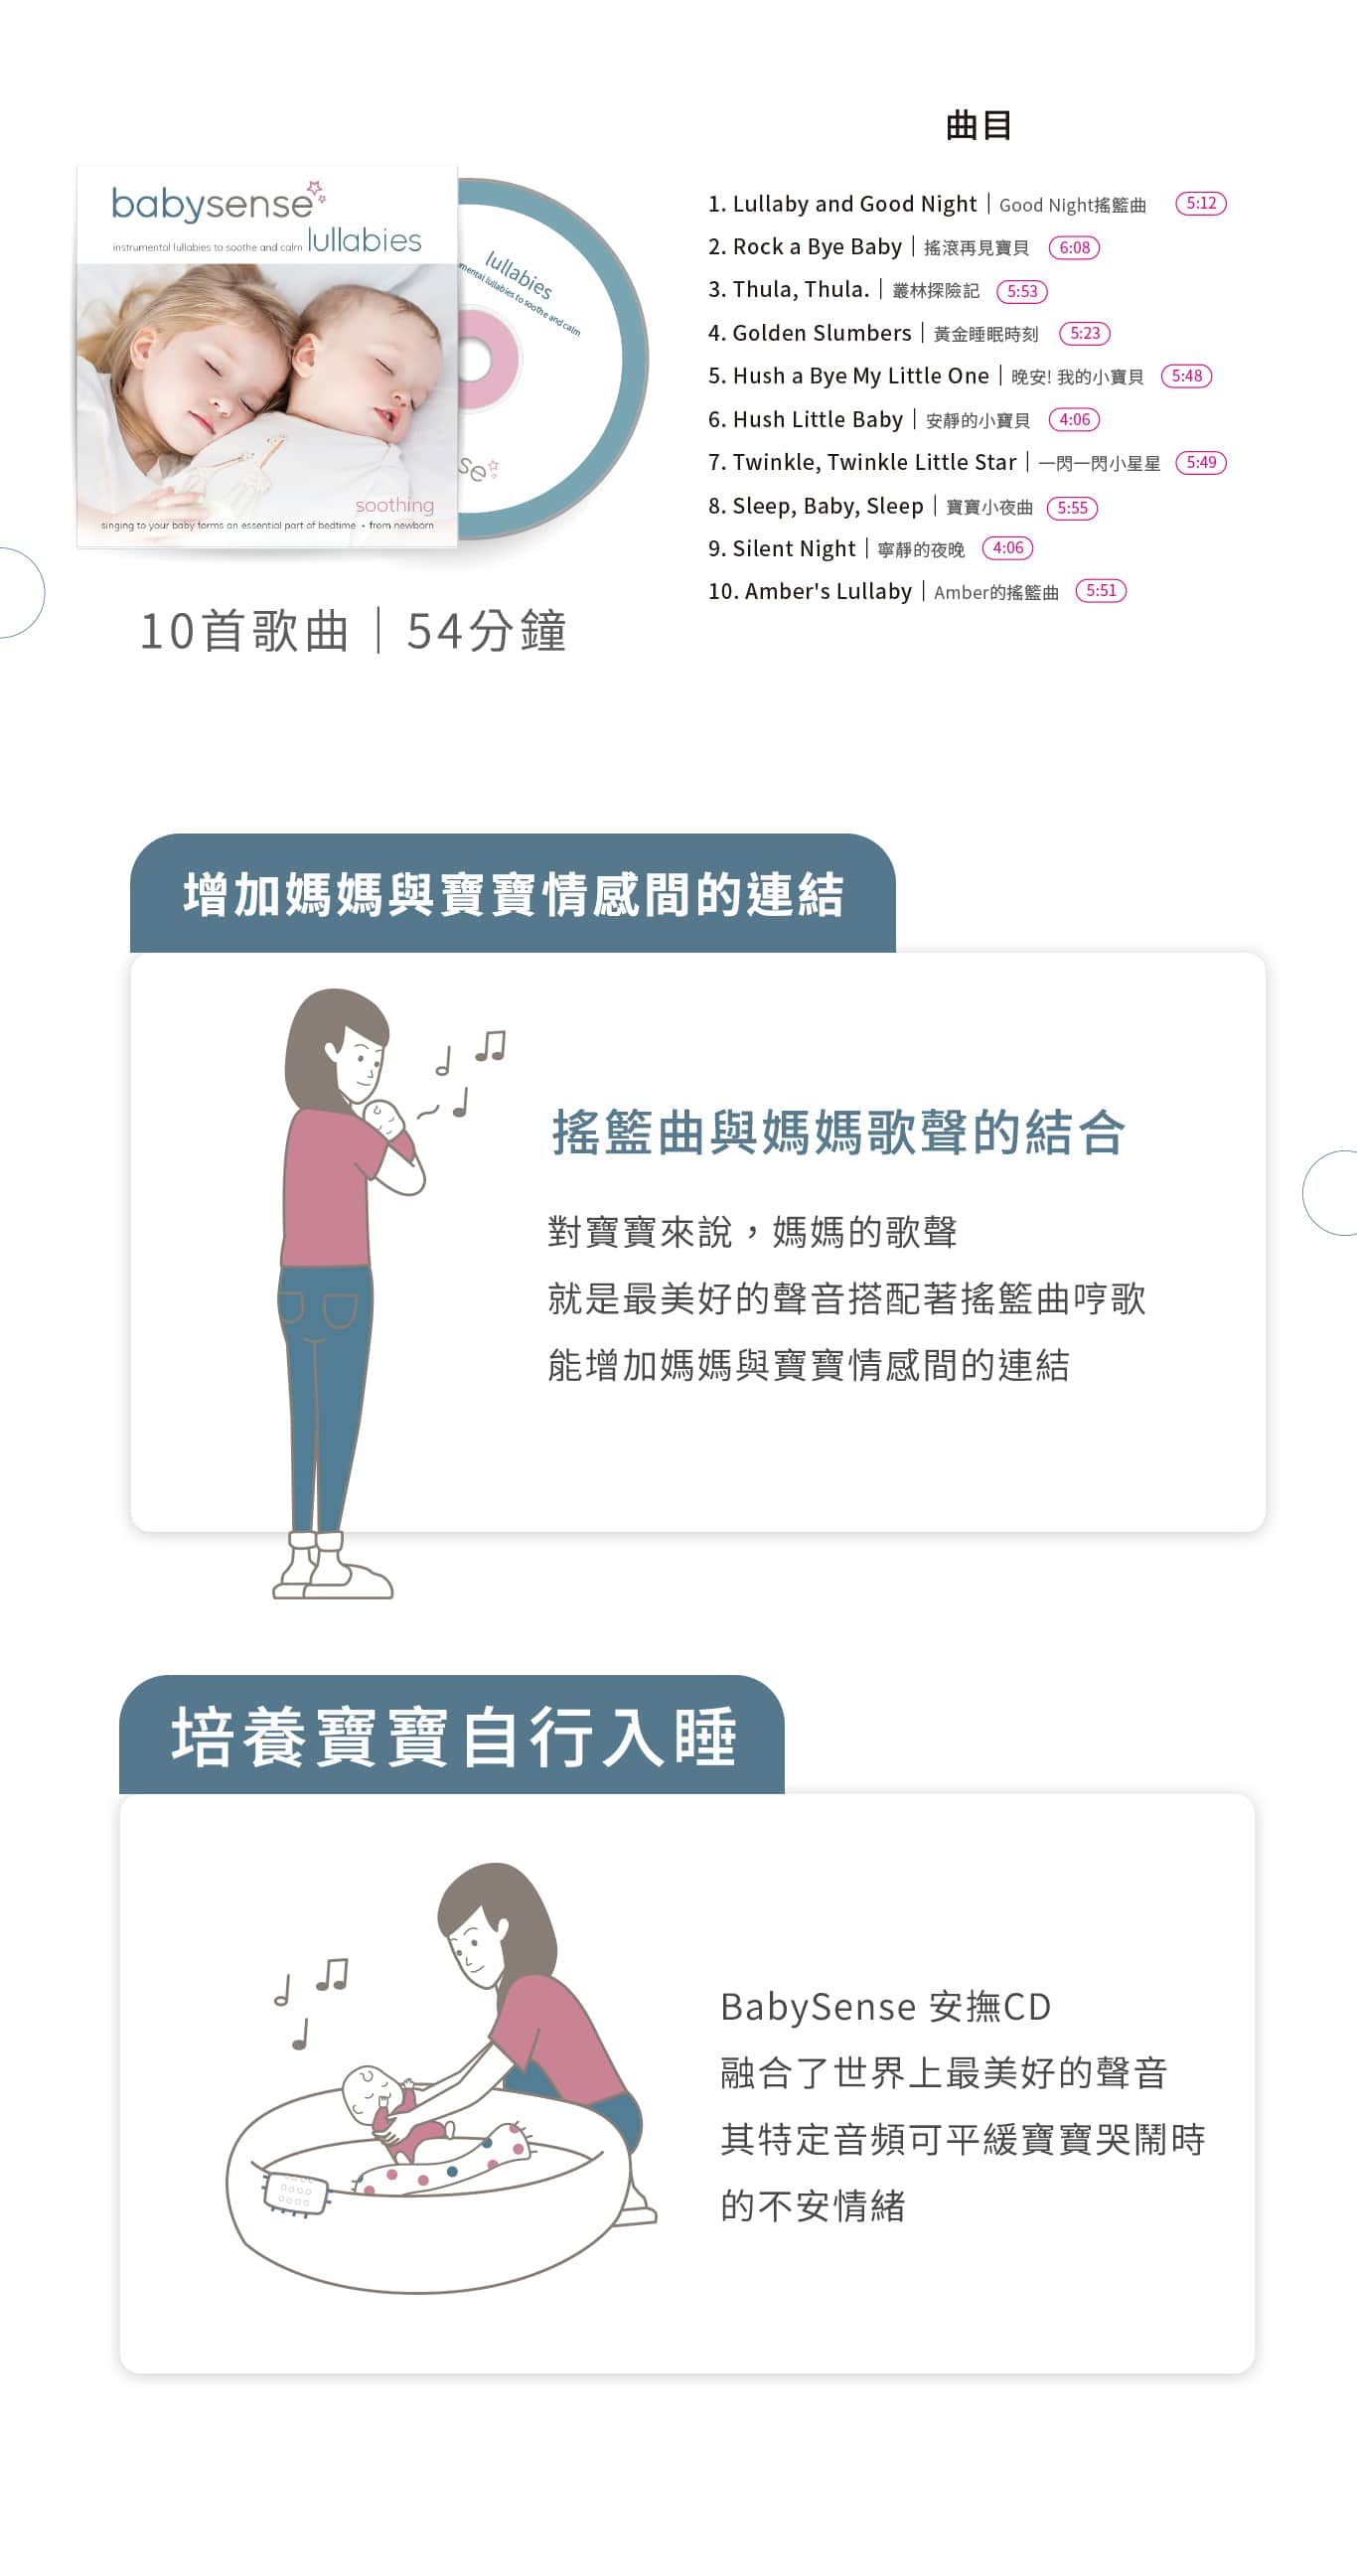 babysense
instrumental lullabies to soothe and calm lullabies
soothing
singing to your baby forms an essential part of bedtime • from newborn
lullabies
mental lullabies to soothe and calm
se
10首歌曲｜54分鐘
曲目
1. Lullaby and Good Night｜Good Night搖籃曲 5:12
2. Rock a Bye Baby｜搖滾再見寶貝 6:08
3. Thula, Thula.｜叢林探險記 5:53
4. Golden Slumbers｜黃金睡眠時刻 5:23
5. Hush a Bye My Little One｜晚安! 我的小寶貝 5:48
6. Hush Little Baby｜安靜的小寶貝 4:06
7. Twinkle, Twinkle Little Star｜一閃一閃小星星 5:49
8. Sleep, Baby, Sleep｜寶寶小夜曲 5:55
9. Silent Night｜寧靜的夜晚 4:06
10. Amber's Lullaby｜Amber的搖籃曲 5:51
增加媽媽與寶寶情感間的連結
搖籃曲與媽媽歌聲的結合
對寶寶來說，媽媽的歌聲
就是最美好的聲音搭配著搖籃曲哼歌
能增加媽媽與寶寶情感間的連結
培養寶寶自行入睡
BabySense 安撫CD
融合了世界上最美好的聲音
其特定音頻可平緩寶寶哭鬧時
的不安情緒